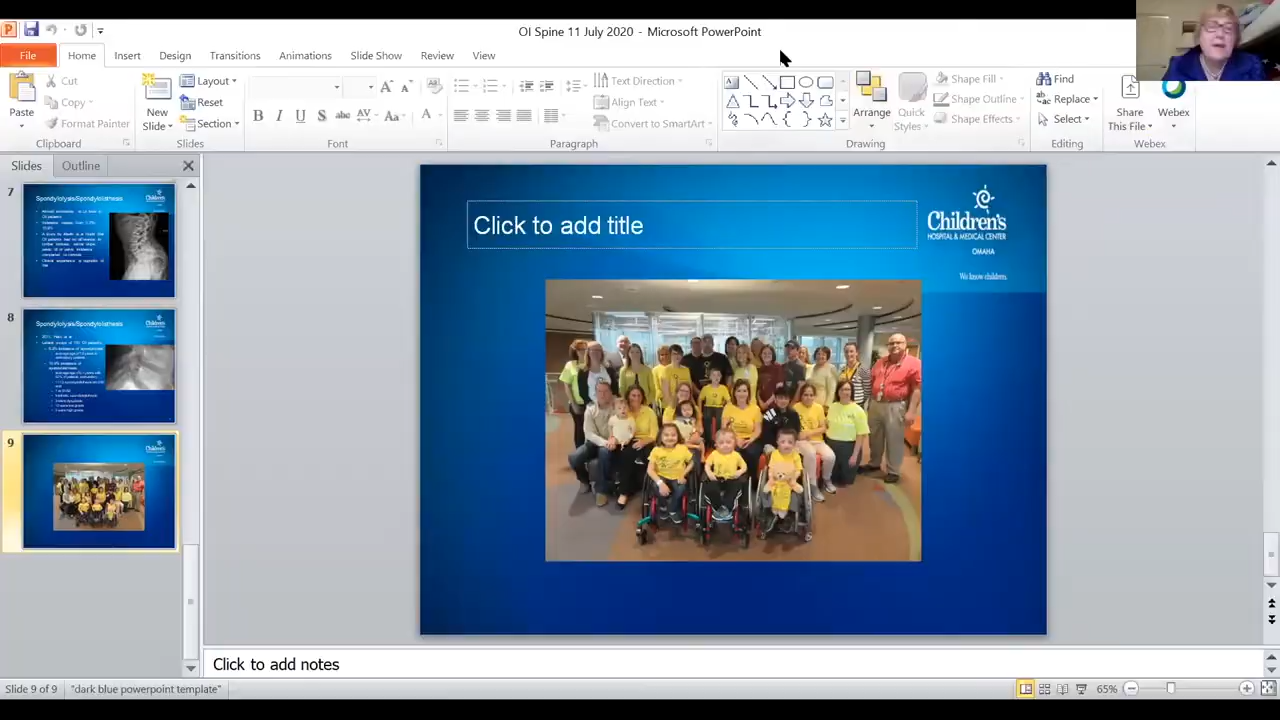 OI Spine 11 July 2020 - Microsoft PowerPoint
File Home Insert Design Transitions Animations Slide Show Review View
Paste
Cut
Copy
Format Painter
Clipboard
New
Slide
Layout
Reset
Section
Slides
B I U S abc AV Aa A
Font
Text Direction
Align Text
Convert to SmartArt
Paragraph
Arrange
Quick
Styles
Shape Fill
Shape Outline
Shape Effects
Drawing
Find
Replace
Select
Editing
Share
This File
Webex
Webex
Slides Outline
7
Spondylolysis/Spondylolisthesis
8
Spondylolysis/Spondylolisthesis
9
Click to add title
Children's
HOSPITAL & MEDICAL CENTER
OMAHA
We know children.
Click to add notes
Slide 9 of 9 "dark blue powerpoint template" 65%